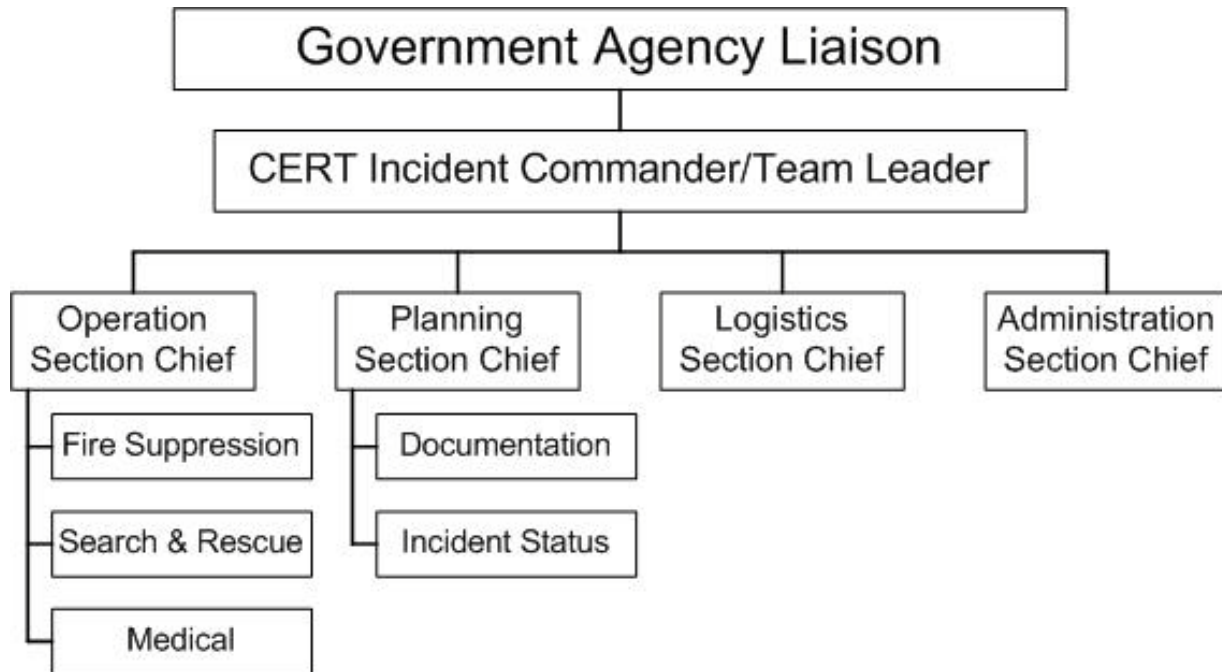 Government Agency Liaison
CERT Incident Commander/Team Leader
Operation
Section Chief
Planning
Section Chief
Logistics
Section Chief
Administration
Section Chief
Fire Suppression
Search & Rescue
Medical
Documentation
Incident Status